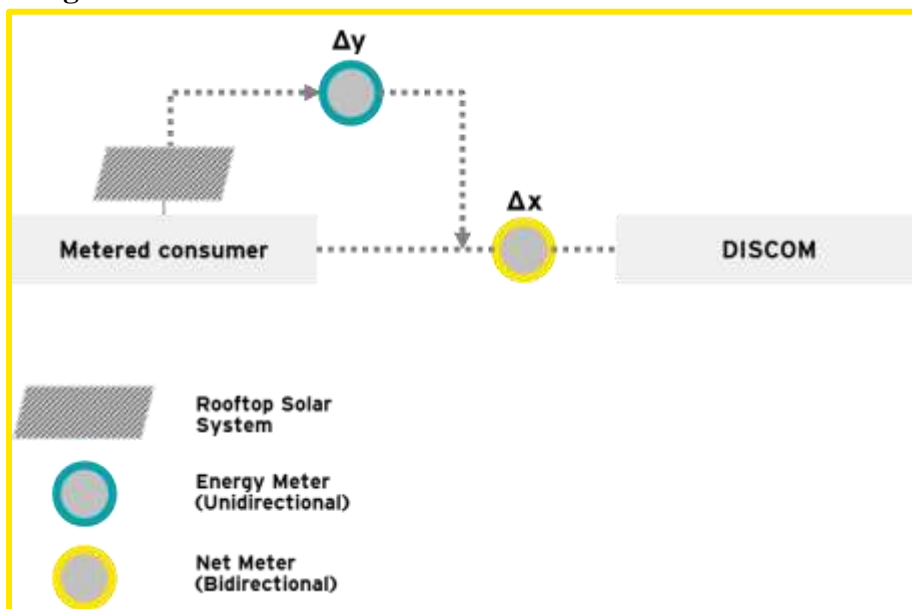 Δy
Δx
Metered consumer
DISCOM
Rooftop Solar
System
Energy Meter
(Unidirectional)
Net Meter
(Bidirectional)